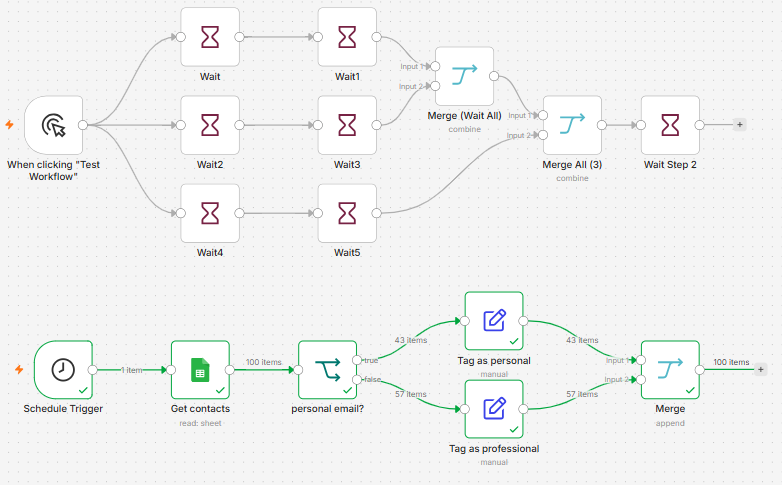 Wait
Wait1
Input 1
Input 2
Merge (Wait All)
combine
When clicking "Test
Workflow"
Wait2
Wait3
Input 1
Input 2
Merge All (3)
combine
Wait Step 2
+
Wait4
Wait5
Schedule Trigger
1 item
Get contacts
read: sheet
100 items
personal email?
true
false
43 items
57 items
Tag as personal
manual
Tag as professional
manual
43 items
57 items
Input 1
Input 2
Merge
append
100 items
+